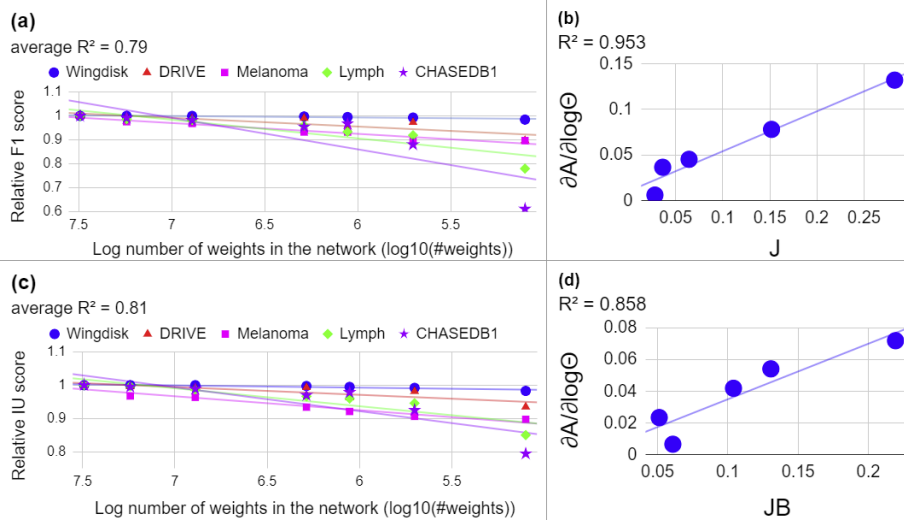 (a)
average R² = 0.79
Wingdisk DRIVE Melanoma Lymph CHASEDB1
Relative F1 score
1.1
1
0.9
0.8
0.7
0.6
7.5 7 6.5 6 5.5
Log number of weights in the network (log10(#weights))
(b)
R² = 0.953
∂A/∂logΘ
0.15
0.10
0.05
0
0.05 0.1 0.15 0.2 0.25
J
(c)
average R² = 0.81
Wingdisk DRIVE Melanoma Lymph CHASEDB1
Relative IU score
1.1
1
0.9
0.8
7.5 7 6.5 6 5.5
Log number of weights in the network (log10(#weights))
(d)
R² = 0.858
∂A/∂logΘ
0.08
0.06
0.04
0.02
0
0.05 0.1 0.15 0.2
JB